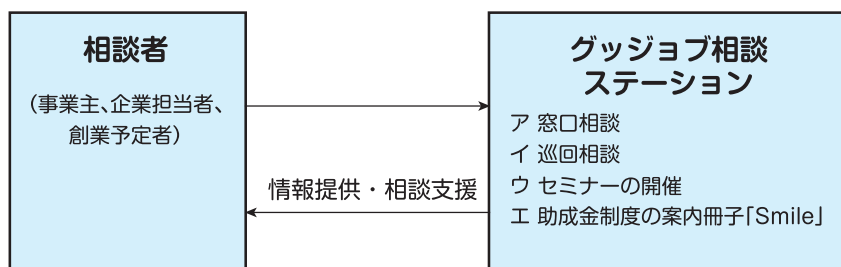 相談者
(事業主、企業担当者、
創業予定者)
情報提供・相談支援
グッジョブ相談
ステーション
ア 窓口相談
イ 巡回相談
ウ セミナーの開催
エ 助成金制度の案内冊子「Smile」